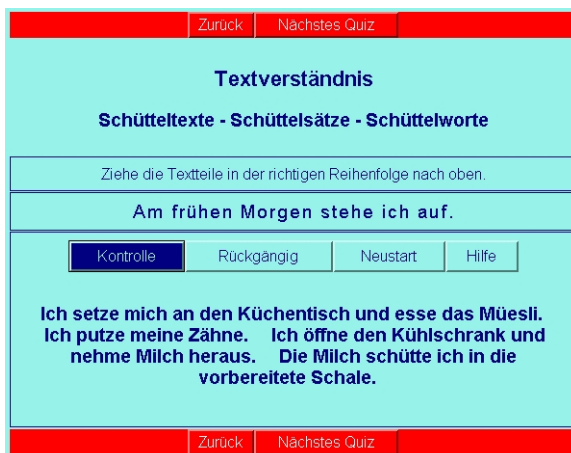 Zurück Nächstes Quiz
Textverständnis
Schütteltexte - Schüttelsätze - Schüttelworte
Ziehe die Textteile in der richtigen Reihenfolge nach oben.
Am frühen Morgen stehe ich auf.
Kontrolle Rückgängig Neustart Hilfe
Ich setze mich an den Küchentisch und esse das Müesli.
Ich putze meine Zähne. Ich öffne den Kühlschrank und
nehme Milch heraus. Die Milch schütte ich in die
vorbereitete Schale.
Zurück Nächstes Quiz